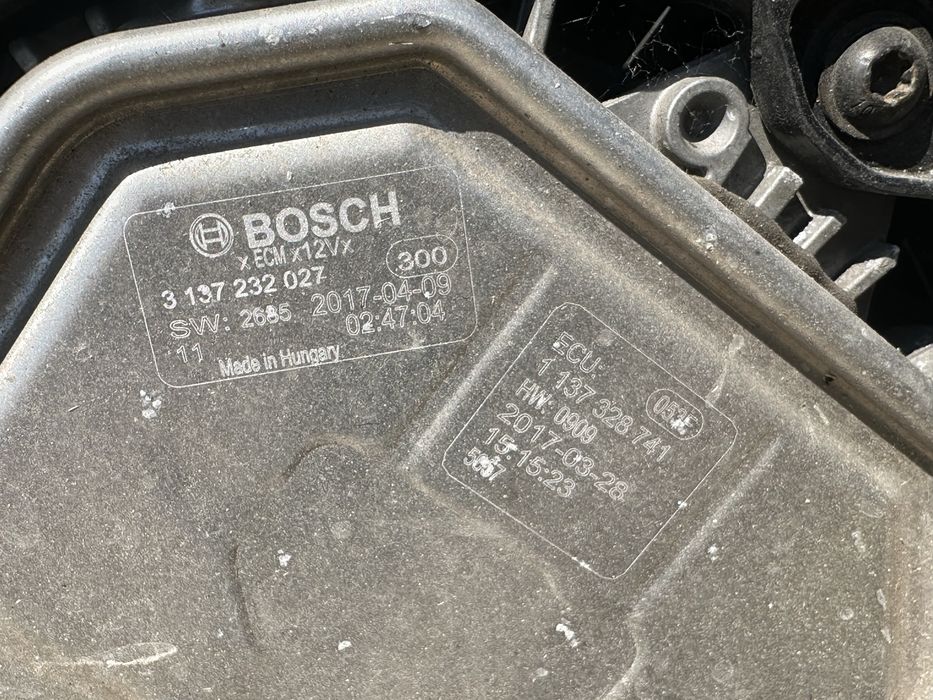 BOSCH
x ECM x12Vx
3 137 232 027 300
SW: 2685 2017-04-09
11 02:47:04
Made in Hungary
ECU:
1 137 328 741
HW: 0909
2017-03-28
15:15:23